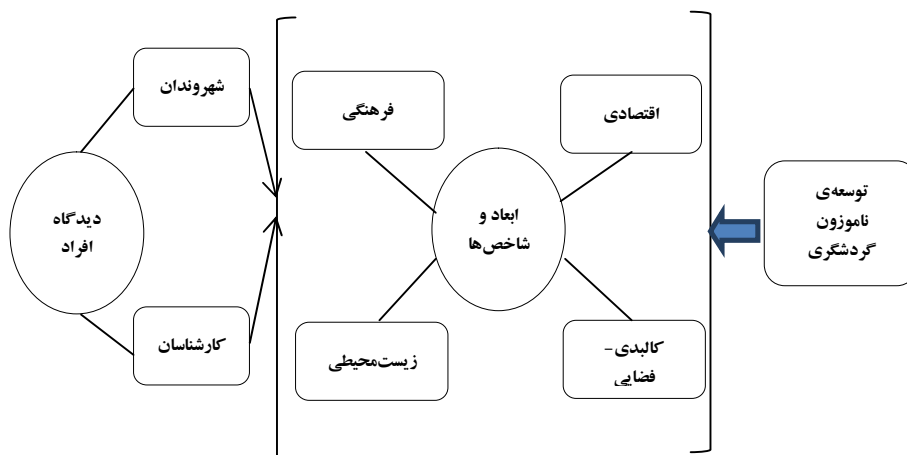 توسعه‌ی
ناموزون
گردشگری
اقتصادی
فرهنگی
ابعاد و
شاخص‌ها
کالبدی-
فضایی
زیست‌محیطی
شهروندان
دیدگاه
افراد
کارشناسان